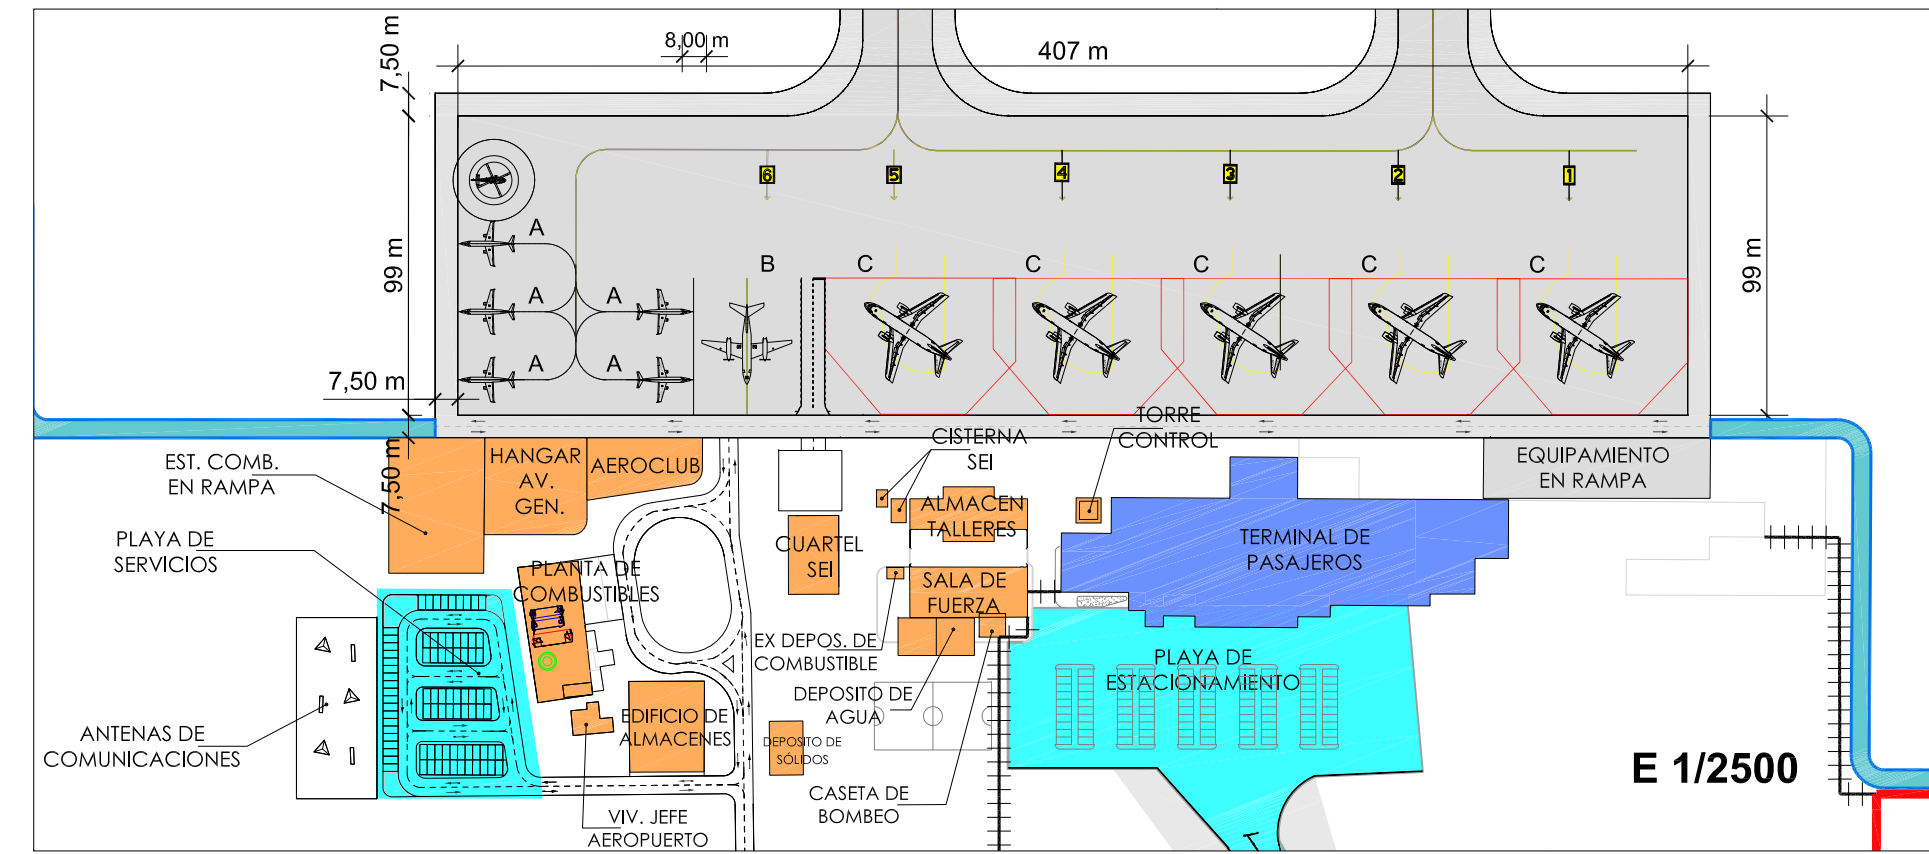 7,50 m
8,00 m
407 m
6
5
4
3
2
1
A
B
C
C
C
C
C
A
A
A
A
99 m
99 m
7,50 m
7,50 m
TORRE
CONTROL
CISTERNA
SEI
EST. COMB.
EN RAMPA
HANGAR
AV.
GEN.
AEROCLUB
EQUIPAMIENTO
EN RAMPA
ALMACEN
TALLERES
TERMINAL DE
PASAJEROS
PLAYA DE
SERVICIOS
CUARTEL
SEI
PLANTA DE
COMBUSTIBLES
SALA DE
FUERZA
EX DEPOS. DE
COMBUSTIBLE
PLAYA DE
ESTACIONAMIENTO
DEPOSITO DE
AGUA
ANTENAS DE
COMUNICACIONES
EDIFICIO DE
ALMACENES
DEPOSITO DE
SÓLIDOS
E 1/2500
CASETA DE
BOMBEO
VIV. JEFE
AEROPUERTO